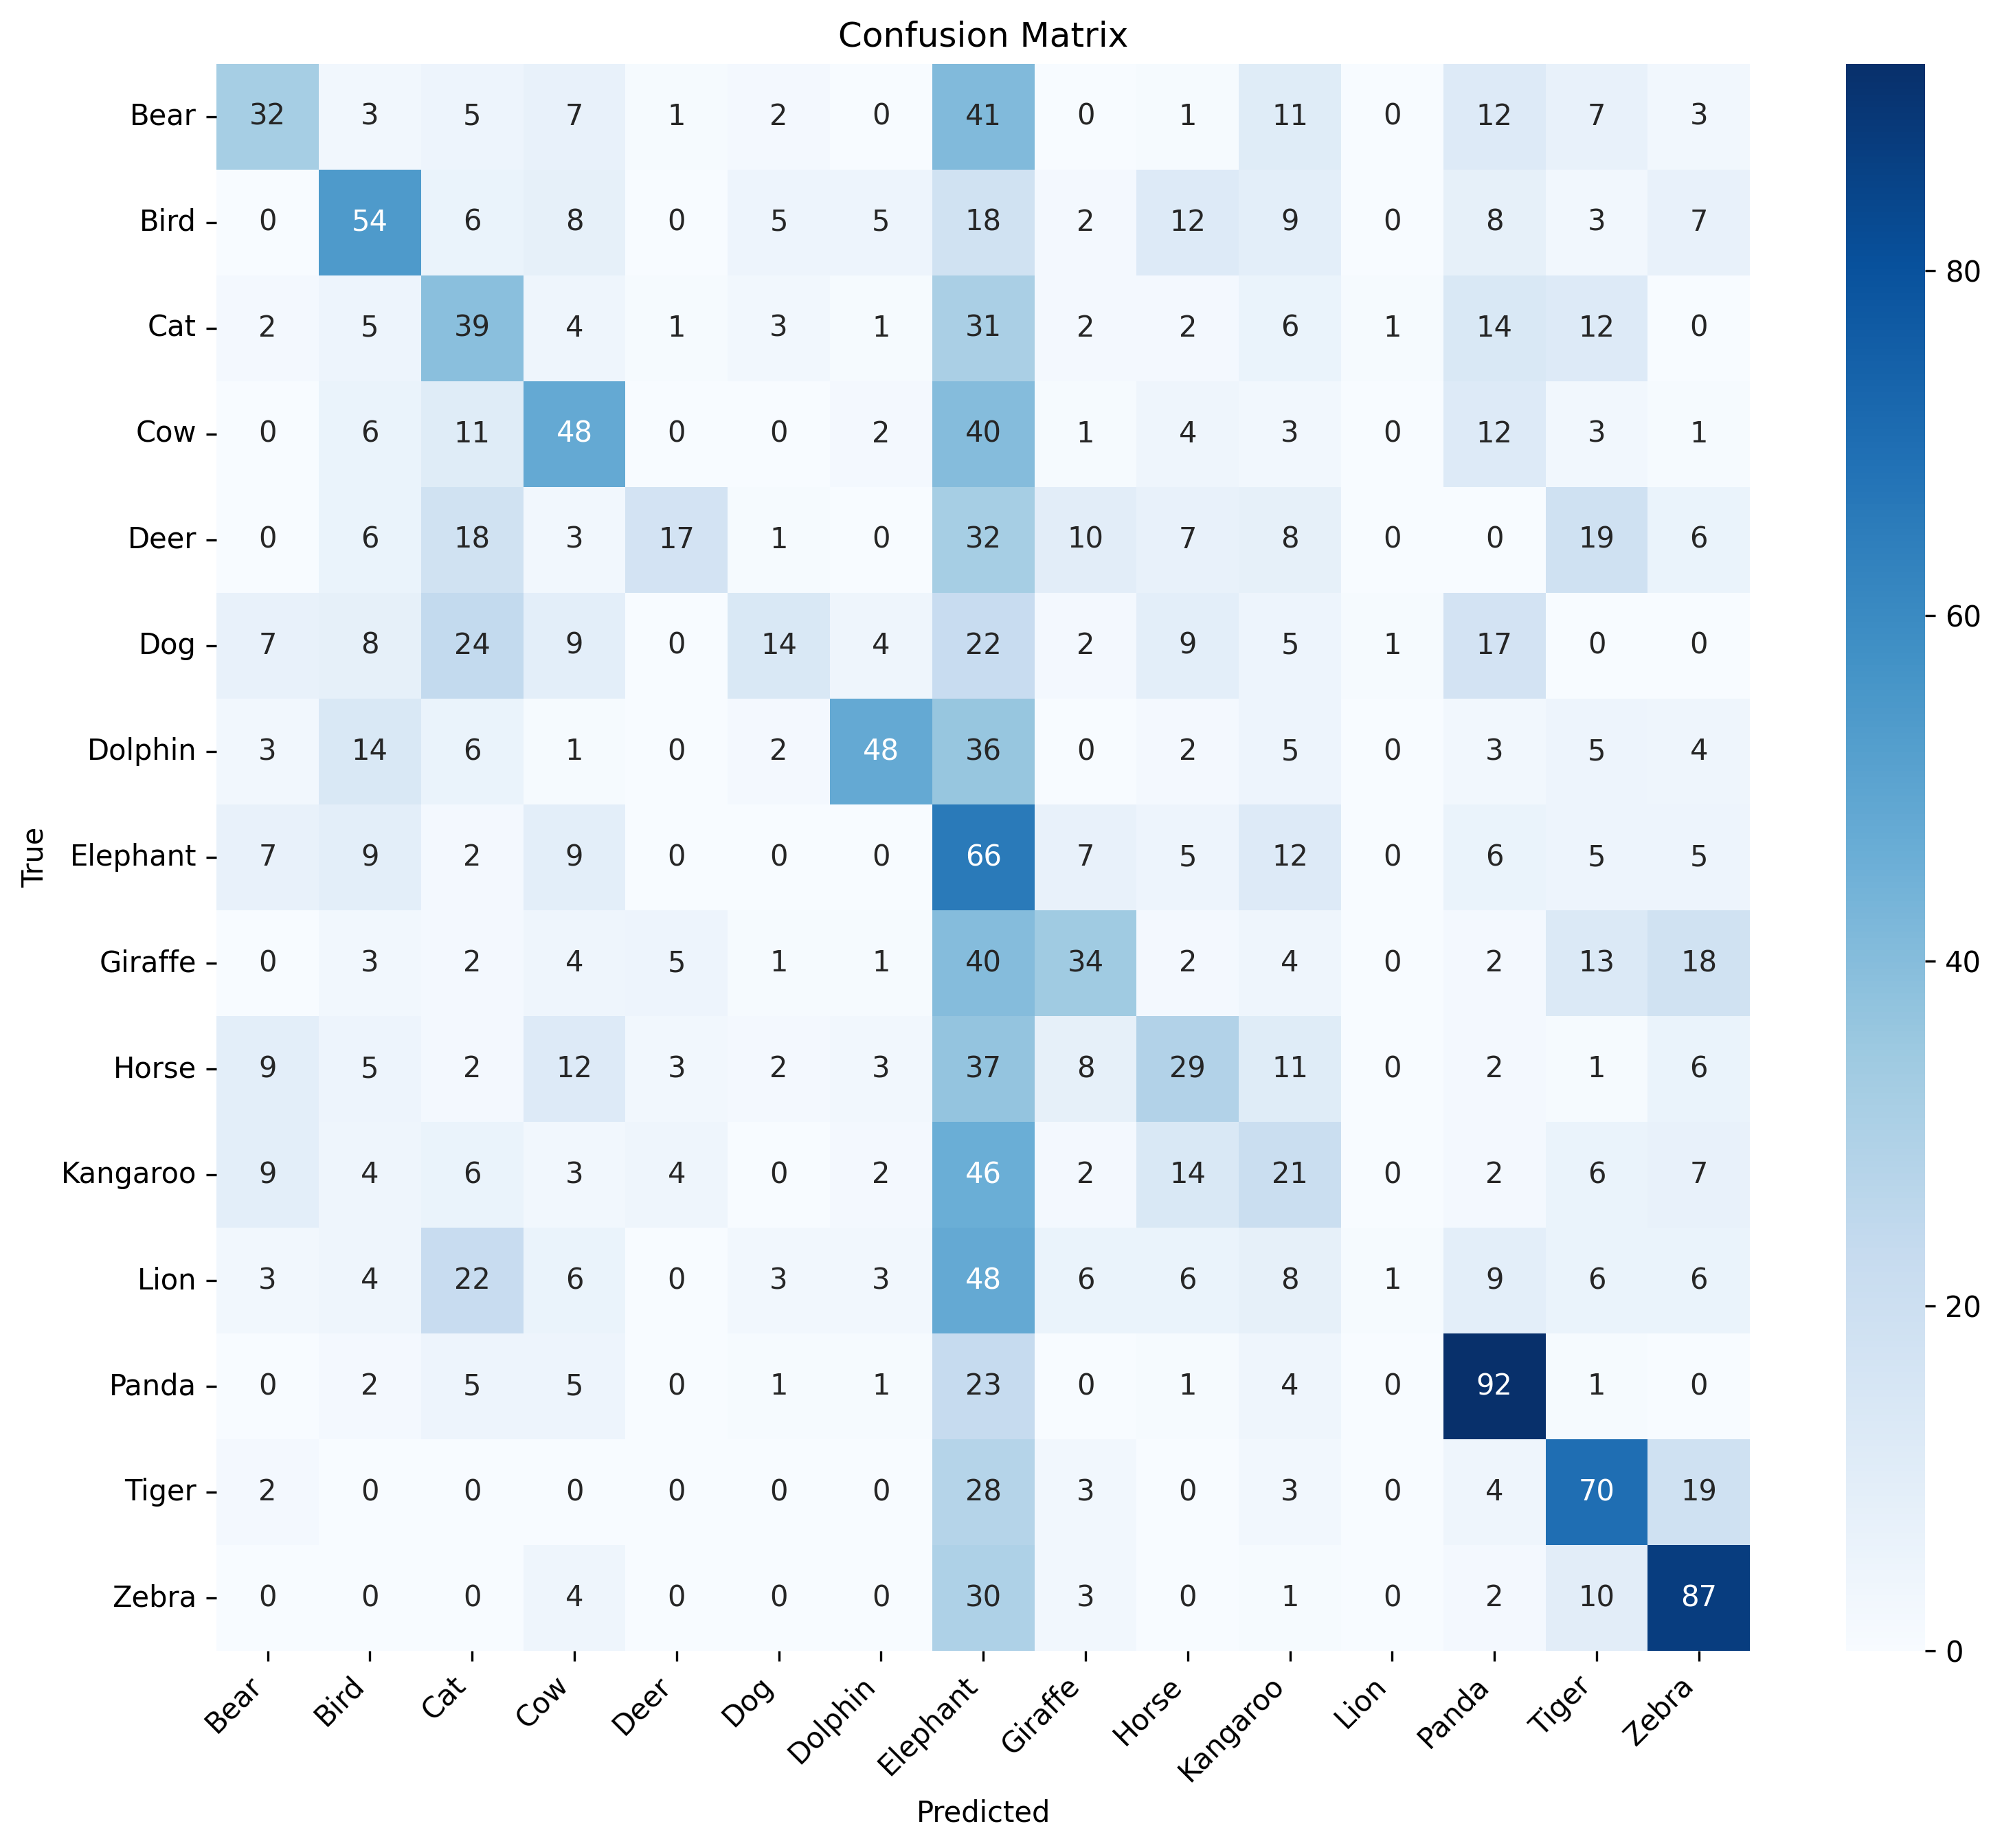 Confusion Matrix
Bear 32 3 5 7 1 2 0 41 0 1 11 0 12 7 3
Bird 0 54 6 8 0 5 5 18 2 12 9 0 8 3 7
Cat 2 5 39 4 1 3 1 31 2 2 6 1 14 12 0
Cow 0 6 11 48 0 0 2 40 1 4 3 0 12 3 1
Deer 0 6 18 3 17 1 0 32 10 7 8 0 0 19 6
Dog 7 8 24 9 0 14 4 22 2 9 5 1 17 0 0
Dolphin 3 14 6 1 0 2 48 36 0 2 5 0 3 5 4
Elephant 7 9 2 9 0 0 0 66 7 5 12 0 6 5 5
Giraffe 0 3 2 4 5 1 1 40 34 2 4 0 2 13 18
Horse 9 5 2 12 3 2 3 37 8 29 11 0 2 1 6
Kangaroo 9 4 6 3 4 0 2 46 2 14 21 0 2 6 7
Lion 3 4 22 6 0 3 3 48 6 6 8 1 9 6 6
Panda 0 2 5 5 0 1 1 23 0 1 4 0 92 1 0
Tiger 2 0 0 0 0 0 0 28 3 0 3 0 4 70 19
Zebra 0 0 0 4 0 0 0 30 3 0 1 0 2 10 87
Bear Bird Cat Cow Deer Dog Dolphin Elephant Giraffe Horse Kangaroo Lion Panda Tiger Zebra
Predicted
True
80
60
40
20
0